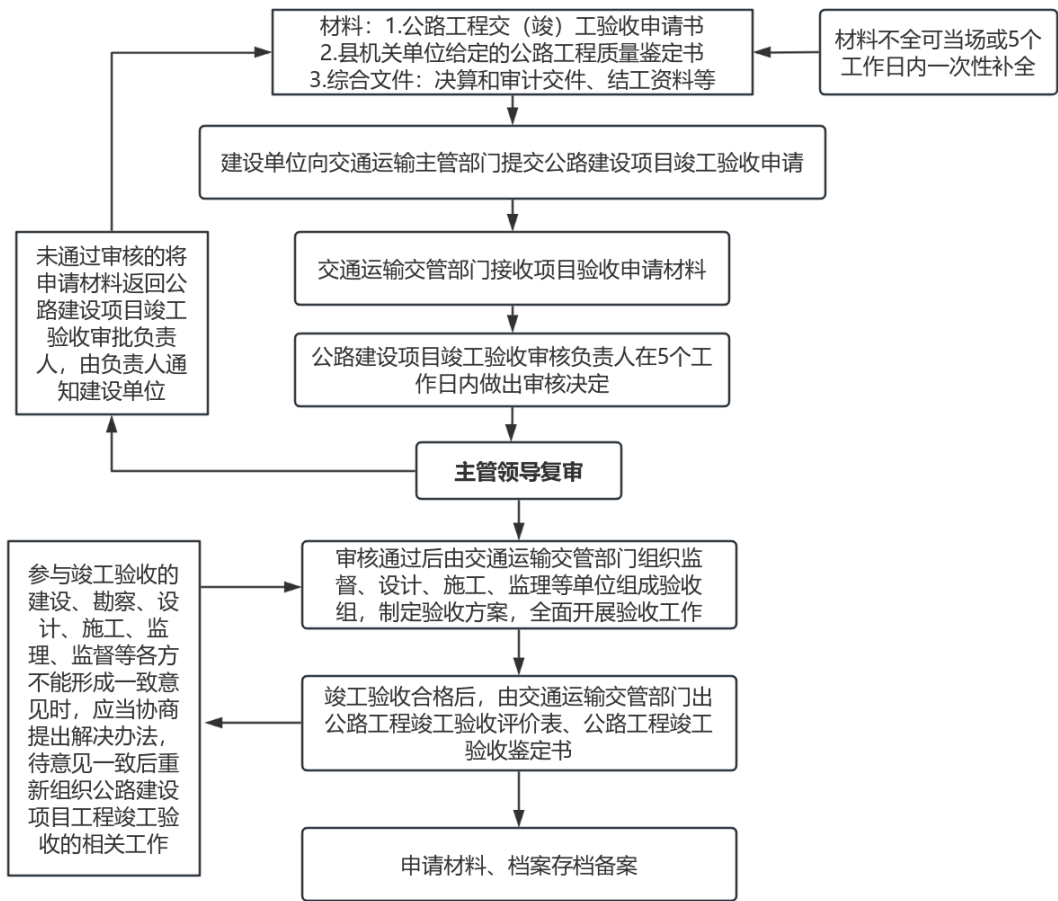 材料：1.公路工程交（竣）工验收申请书
2.县机关单位给定的公路工程质量鉴定书
3.综合文件：决算和审计交件、结工资料等
材料不全可当场或5个
工作日内一次性补全
建设单位向交通运输主管部门提交公路建设项目竣工验收申请
未通过审核的将
申请材料返回公
路建设项目竣工
验收审批负责
人，由负责人通
知建设单位
交通运输交管部门接收项目验收申请材料
公路建设项目竣工验收审核负责人在5个工
作日内做出审核决定
主管领导复审
参与竣工验收的
建设、勘察、设
计、施工、监
理、监督等各方
不能形成一致意
见时，应当协商
提出解决办法，
待意见一致后重
新组织公路建设
项目工程竣工验
收的相关工作
审核通过后由交通运输交管部门组织监
督、设计、施工、监理等单位组成验收
组，制定验收方案，全面开展验收工作
竣工验收合格后，由交通运输交管部门出
公路工程竣工验收评价表、公路工程竣工
验收鉴定书
申请材料、档案存档备案